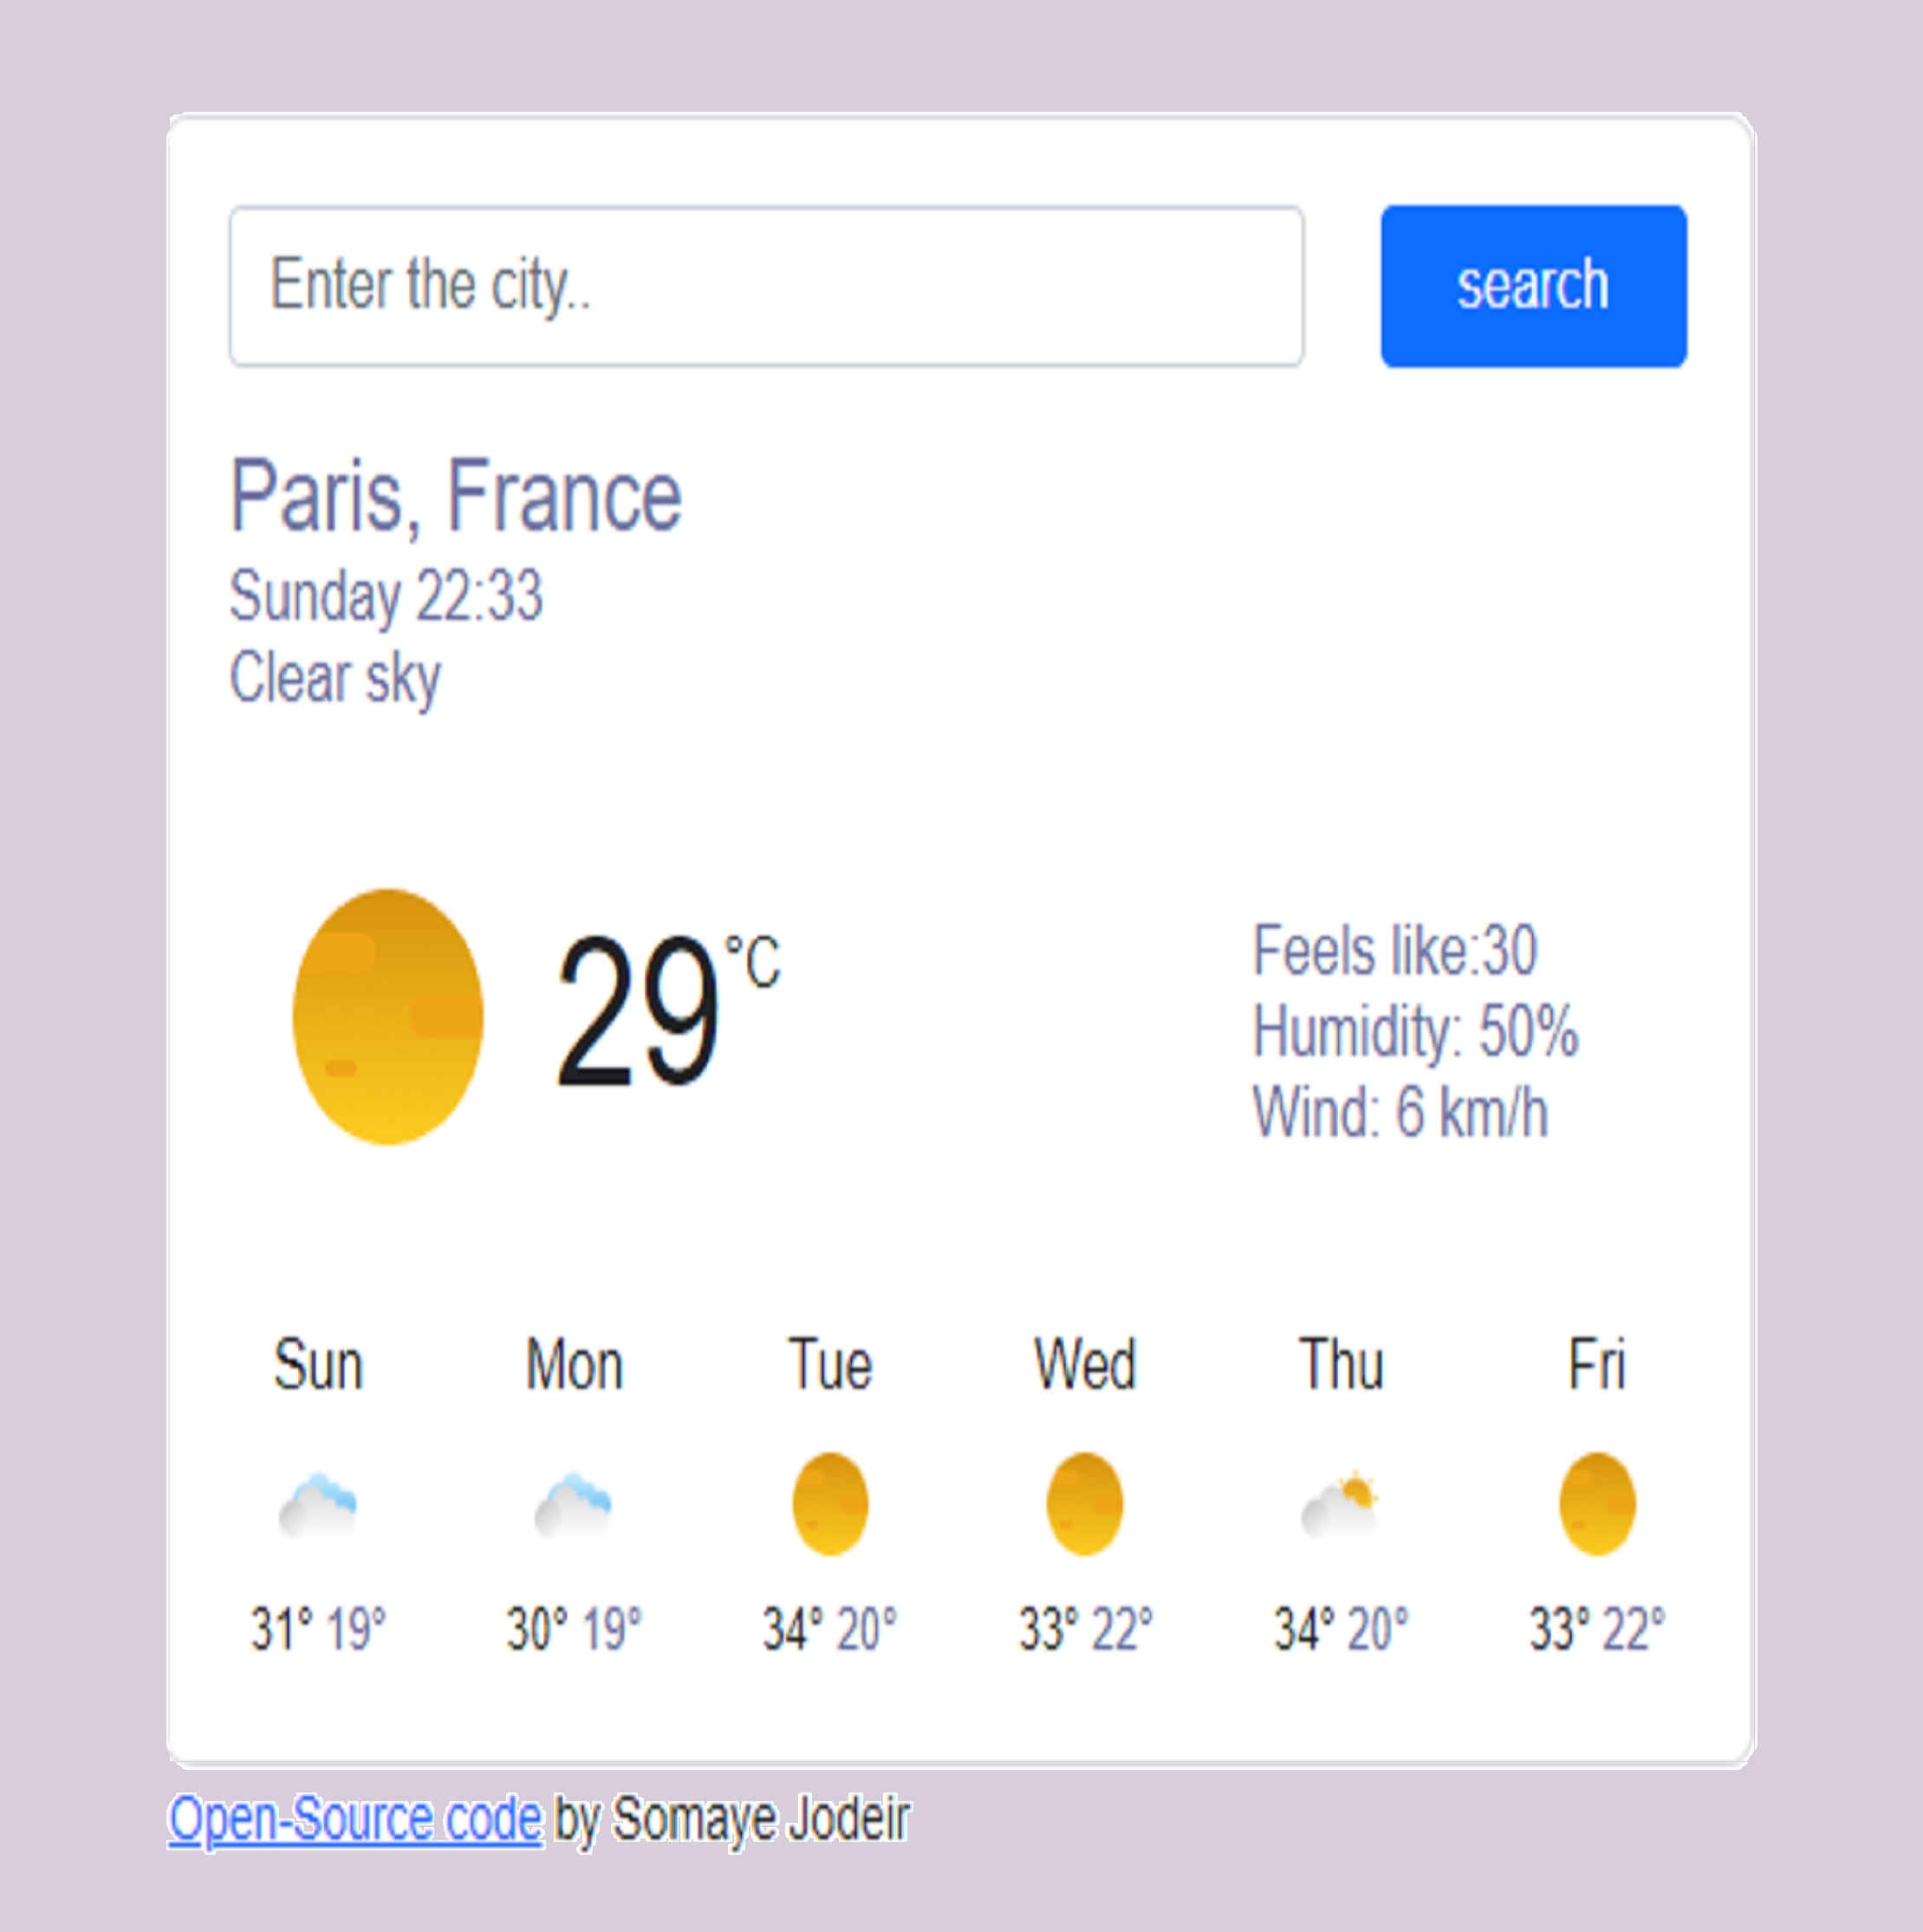 Enter the city..
search
Paris, France
Sunday 22:33
Clear sky
29°C
Feels like:30
Humidity: 50%
Wind: 6 km/h
Sun Mon Tue Wed Thu Fri
31° 19° 30° 19° 34° 20° 33° 22° 34° 20° 33° 22°
Open-Source code by Somaye Jodeir